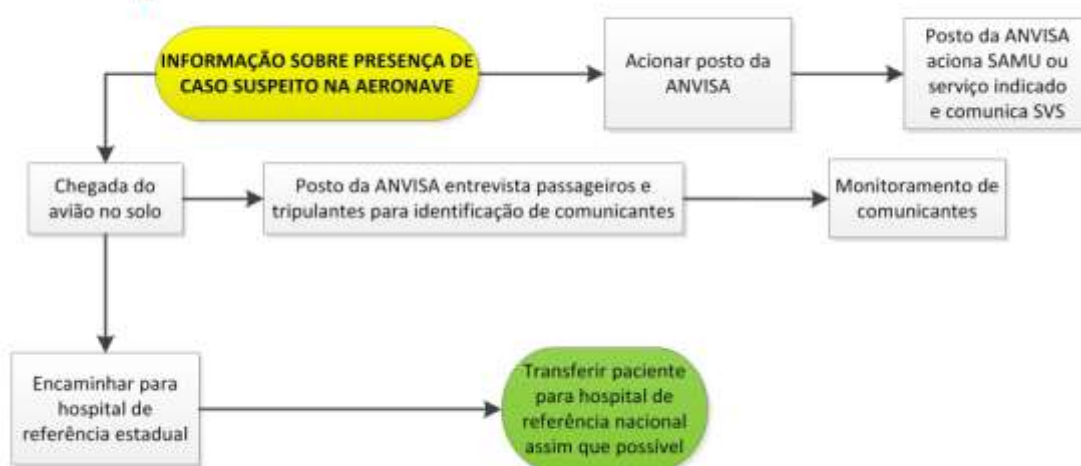 INFORMAÇÃO SOBRE PRESENÇA DE
CASO SUSPEITO NA AERONAVE
Acionar posto da
ANVISA
Posto da ANVISA
aciona SAMU ou
serviço indicado
e comunica SVS
Chegada do
avião no solo
Posto da ANVISA entrevista passageiros e
tripulantes para identificação de comunicantes
Monitoramento de
comunicantes
Encaminhar para
hospital de
referência estadual
Transferir paciente
para hospital de
referência nacional
assim que possível